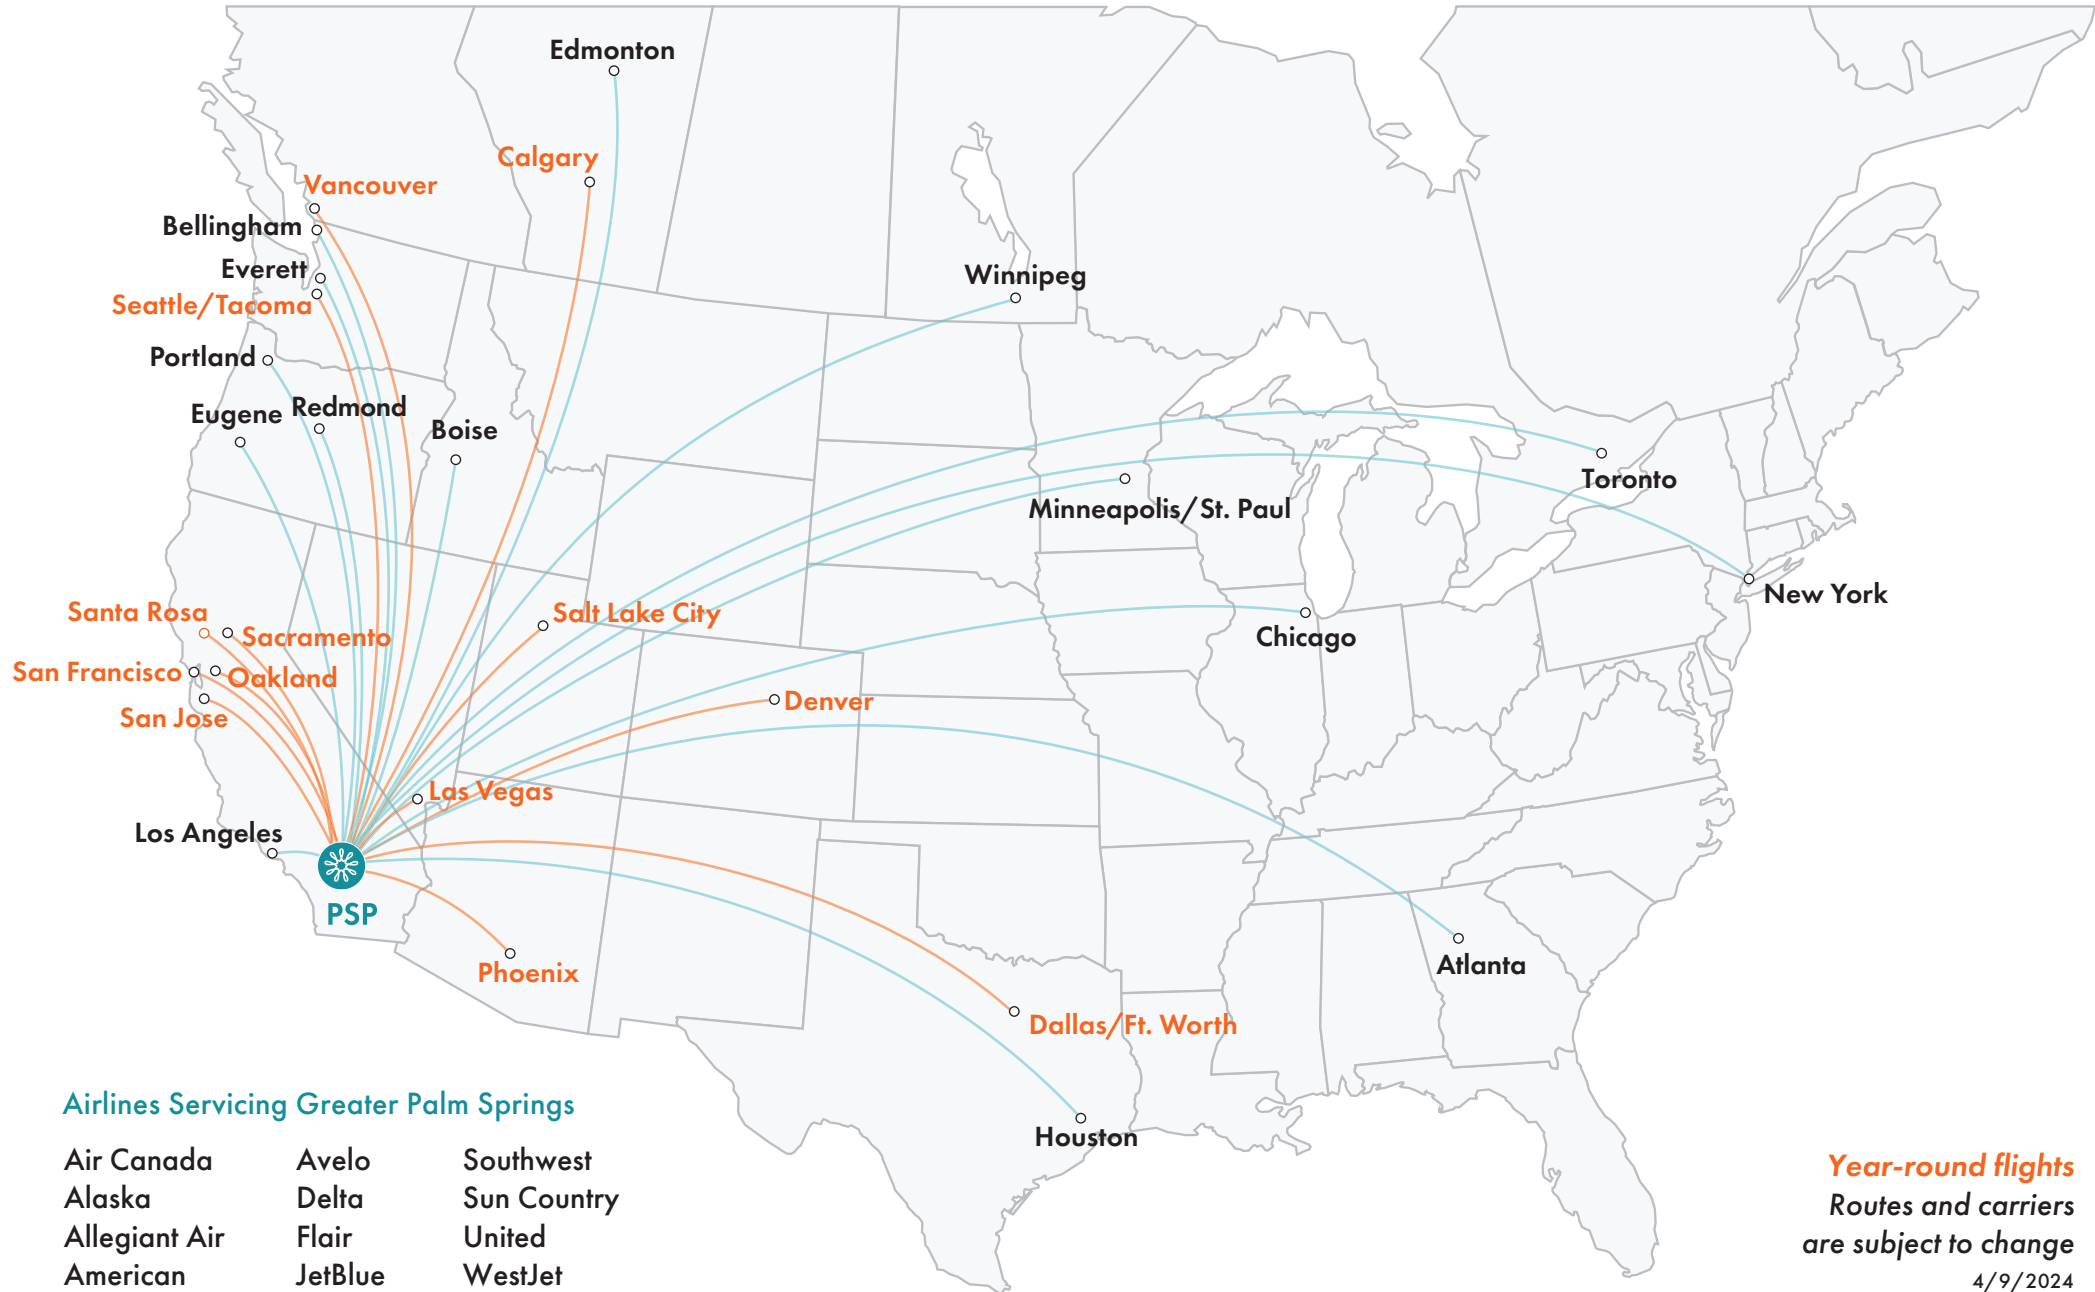 Edmonton
Calgary
Vancouver
Bellingham
Everett
Winnipeg
Seattle/Tacoma
Portland
Eugene
Redmond
Boise
Toronto
Minneapolis/St. Paul
New York
Santa Rosa
Salt Lake City
Sacramento
Chicago
San Francisco
Oakland
Denver
San Jose
Las Vegas
Los Angeles
PSP
Atlanta
Phoenix
Dallas/Ft. Worth
Houston
Airlines Servicing Greater Palm Springs
Air Canada
Alaska
Allegiant Air
American
Avelo
Delta
Flair
JetBlue
Southwest
Sun Country
United
WestJet
Year-round flights
Routes and carriers
are subject to change
4/9/2024